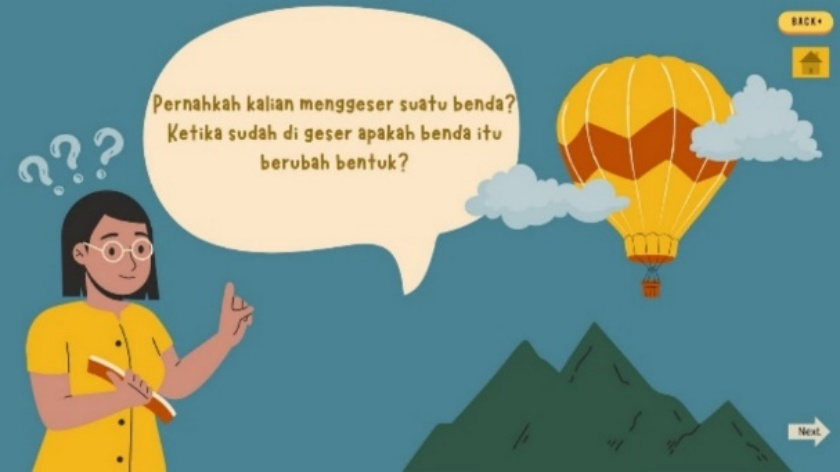 BACK
Pernahkah kalian menggeser suatu benda?
Ketika sudah di geser apakah benda itu
berubah bentuk?
???
Next